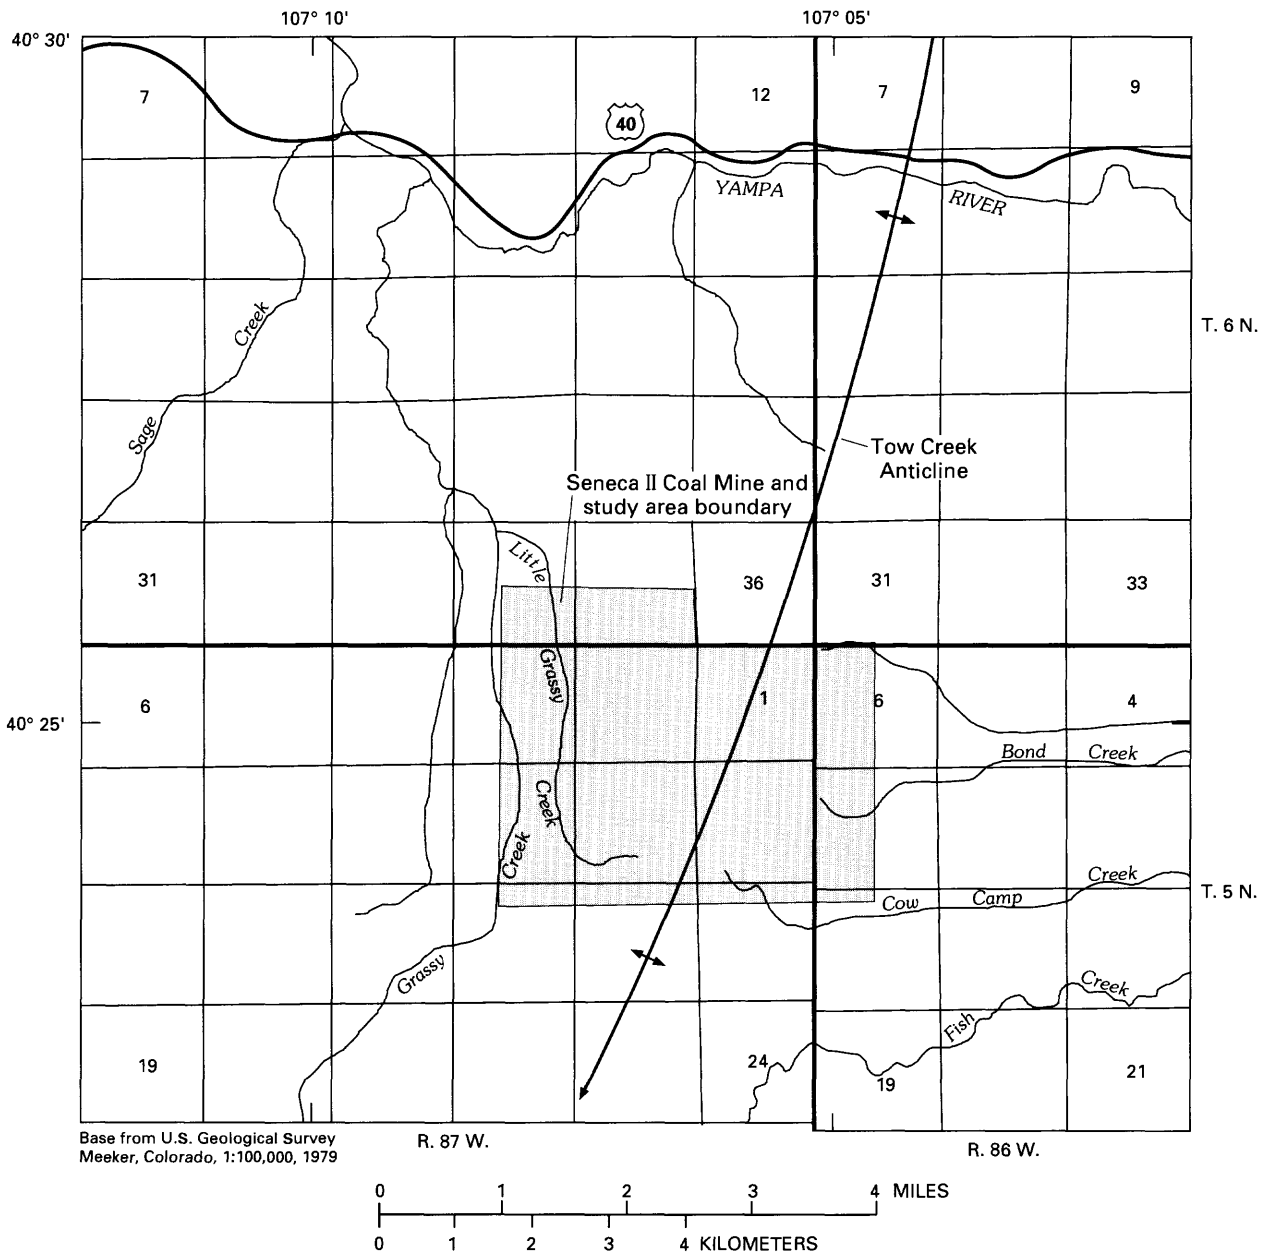 107° 10'
107° 05'
40° 30'
7
12
7
9
40
YAMPA
RIVER
Creek
T. 6 N.
Sage
Tow Creek
Anticline
Seneca II Coal Mine and
study area boundary
Little
31
36
31
33
Grassy
6
1
6
4
40° 25'
Bond Creek
Creek
Creek
Creek
Cow Camp
T. 5 N.
Grassy
Creek
Fish
19
24
19
21
Base from U.S. Geological Survey
Meeker, Colorado, 1:100,000, 1979
R. 87 W.
R. 86 W.
0 1 2 3 4 MILES
0 1 2 3 4 KILOMETERS